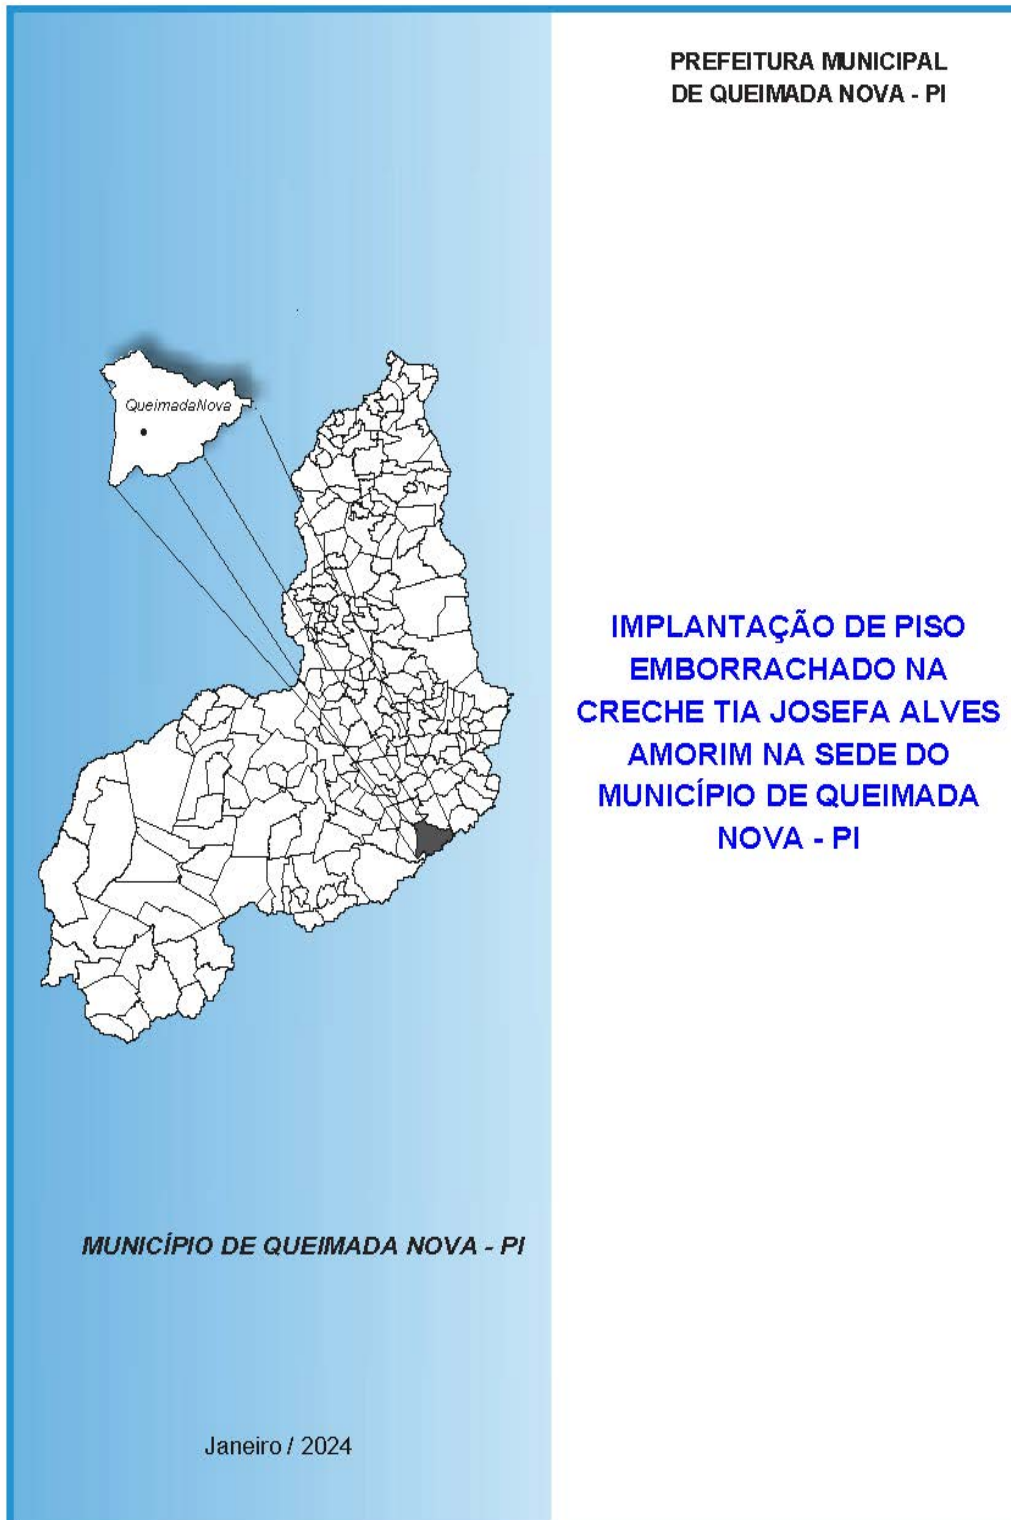 PREFEITURA MUNICIPAL
DE QUEIMADA NOVA - PI
QueimadaNova
IMPLANTAÇÃO DE PISO
EMBORRACHADO NA
CRECHE TIA JOSEFA ALVES
AMORIM NA SEDE DO
MUNICÍPIO DE QUEIMADA
NOVA - PI
MUNICÍPIO DE QUEIMADA NOVA - PI
Janeiro / 2024